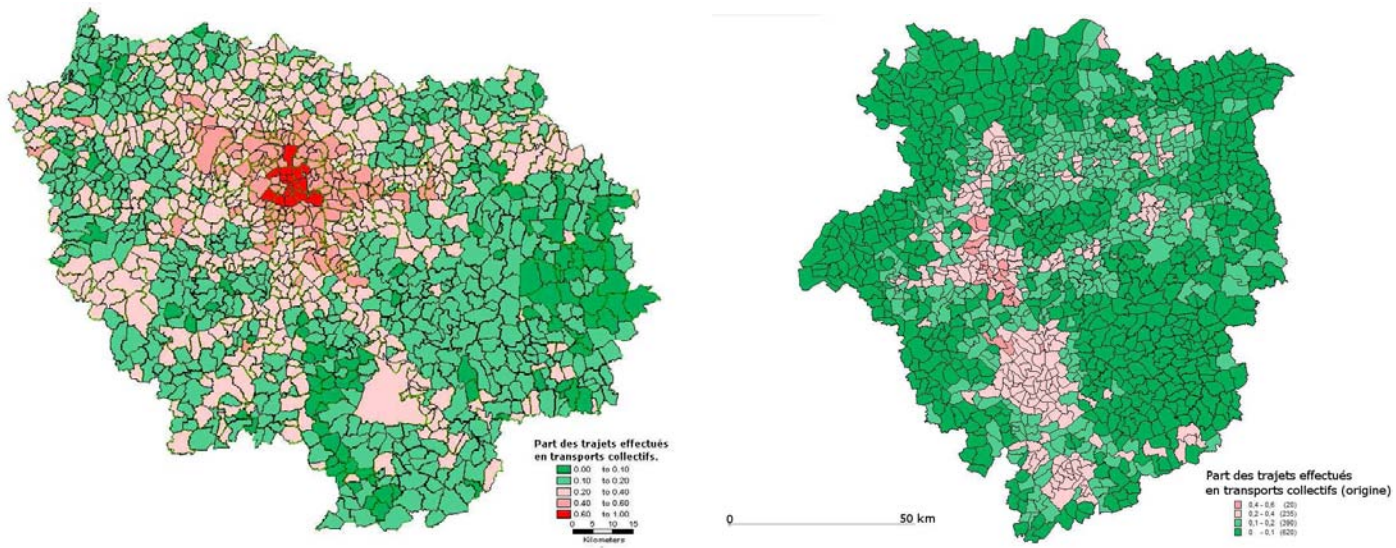 Part des trajets effectués
en transports collectifs.
0.00 to 0.10
0.10 to 0.20
0.20 to 0.40
0.40 to 0.60
0.60 to 1.00
0 5 10 15
Kilometers
0 50 km
Part des trajets effectués
en transports collectifs (origine)
0,4 - 0,6 (20)
0,2 - 0,4 (235)
0,1 - 0,2 (390)
0 - 0,1 (620)